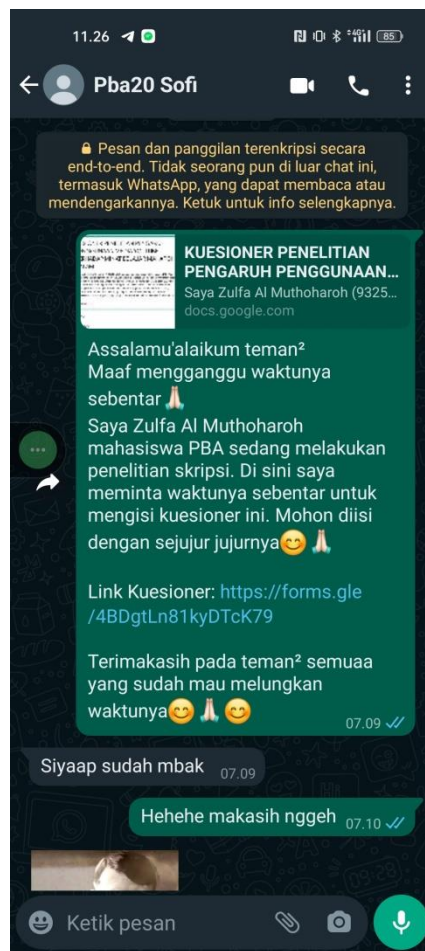 11.26
85
Pba20 Sofi
Pesan dan panggilan terenkripsi secara
end-to-end. Tidak seorang pun di luar chat ini,
termasuk WhatsApp, yang dapat membaca atau
mendengarkannya. Ketuk untuk info selengkapnya.
KUESIONER PENELITIAN
PENGARUH PENGGUNAAN...
Saya Zulfa Al Muthoharoh (9325...
docs.google.com
Assalamu'alaikum teman²
Maaf mengganggu waktunya
sebentar🙏🏻
Saya Zulfa Al Muthoharoh
mahasiswa PBA sedang melakukan
penelitian skripsi. Di sini saya
meminta waktunya sebentar untuk
mengisi kuesioner ini. Mohon diisi
dengan sejujur jujurnya😊🙏🏻
Link Kuesioner: https://forms.gle
/4BDgtLn81kyDTcK79
Terimakasih pada teman² semuaa
yang sudah mau melungkan
waktunya😊🙏🏻😊
07.09
Siyaap sudah mbak 07.09
Hehehe makasih nggeh 07.10
Ketik pesan